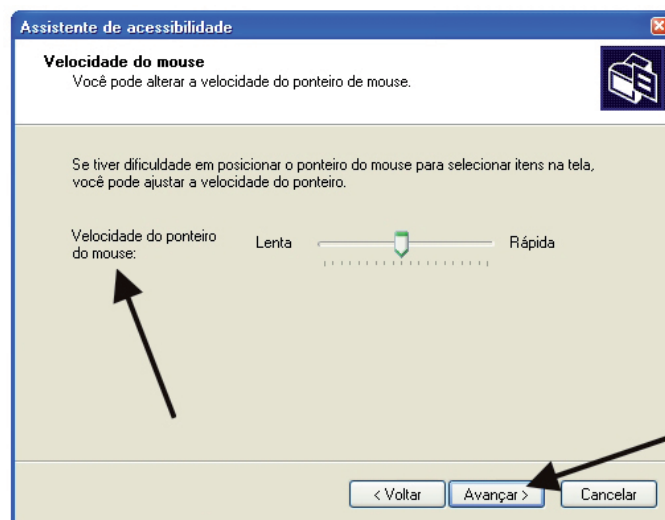 Assistente de acessibilidade
Velocidade do mouse
Você pode alterar a velocidade do ponteiro de mouse.
Se tiver dificuldade em posicionar o ponteiro do mouse para selecionar itens na tela,
você pode ajustar a velocidade do ponteiro.
Velocidade do ponteiro
do mouse:
Lenta
Rápida
< Voltar
Avançar >
Cancelar